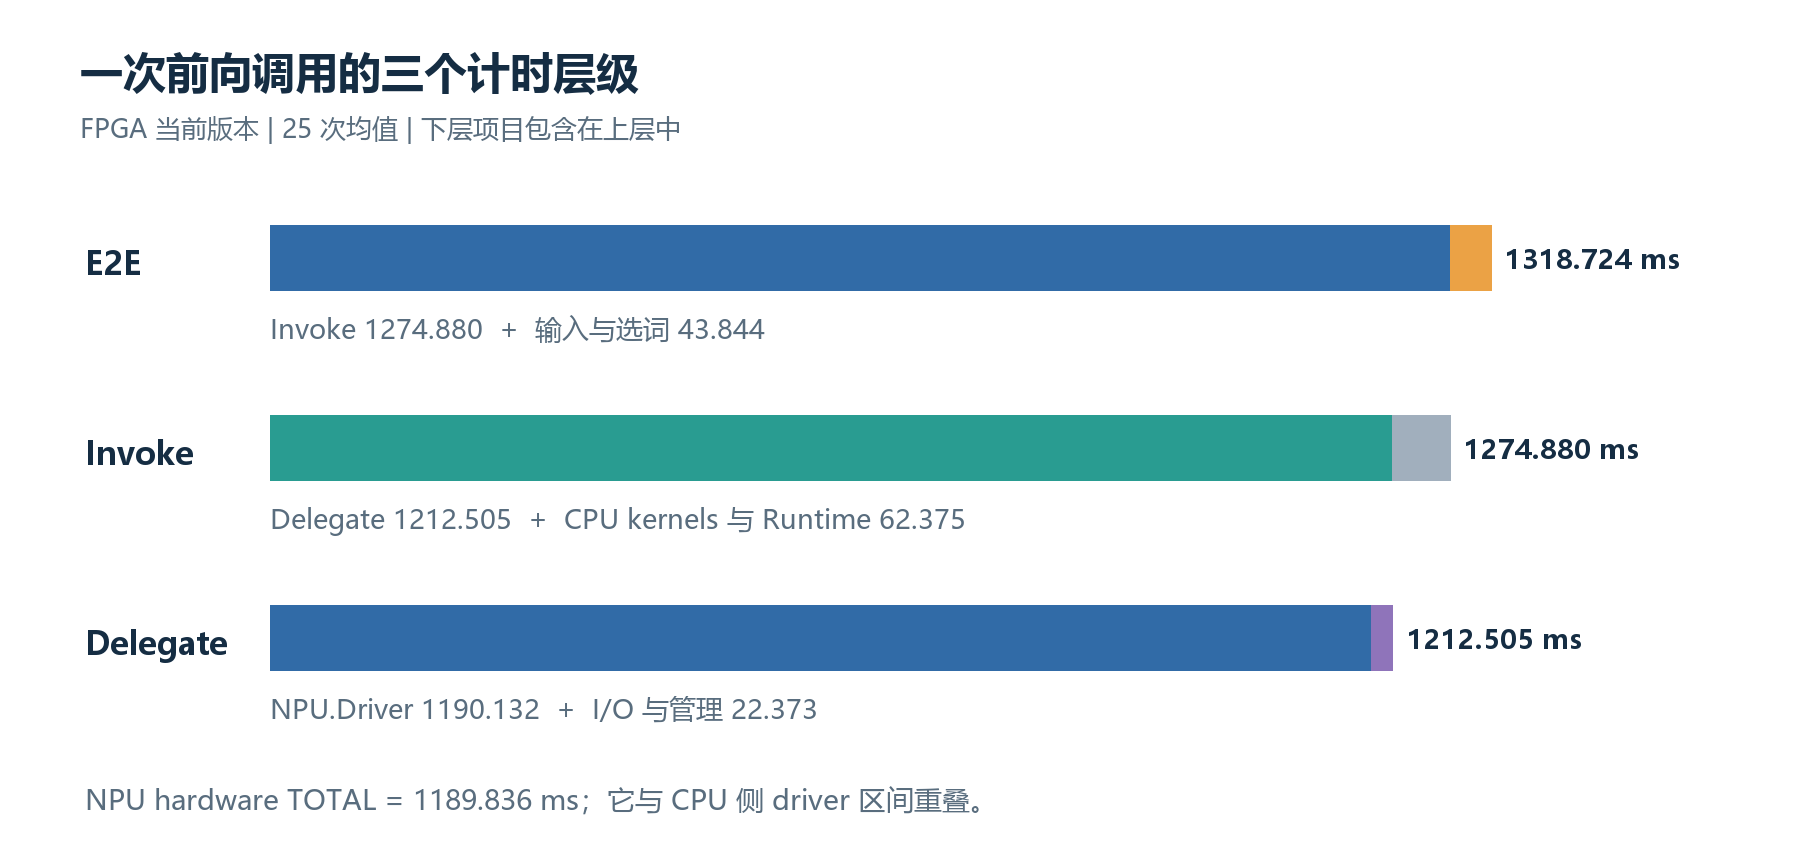 一次前向调用的三个计时层级
FPGA 当前版本 | 25 次均值 | 下层项目包含在上层中
E2E
1318.724 ms
Invoke 1274.880 + 输入与选词 43.844
Invoke
1274.880 ms
Delegate 1212.505 + CPU kernels 与 Runtime 62.375
Delegate
1212.505 ms
NPU.Driver 1190.132 + I/O 与管理 22.373
NPU hardware TOTAL = 1189.836 ms；它与 CPU 侧 driver 区间重叠。